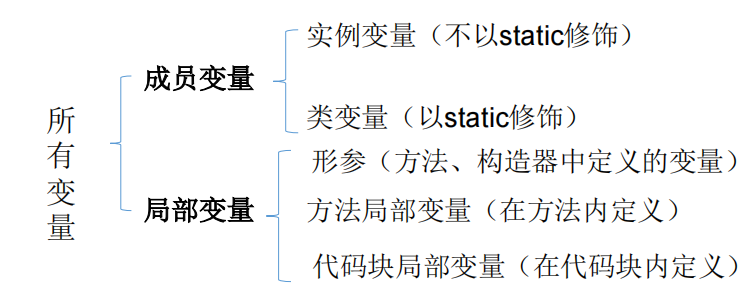 所有变量
成员变量
实例变量（不以static修饰）
类变量（以static修饰）
局部变量
形参（方法、构造器中定义的变量）
方法局部变量（在方法内定义）
代码块局部变量（在代码块内定义）